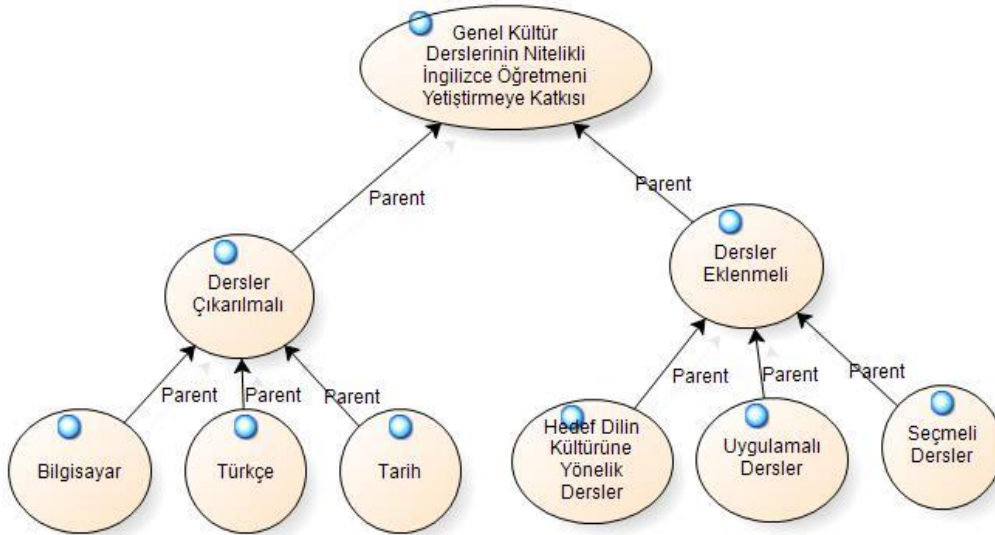 Genel Kültür
Derslerinin Nitelikli
İngilizce Öğretmeni
Yetiştirmeye Katkısı
Parent
Parent
Dersler
Çıkarılmalı
Dersler
Eklenmeli
Parent
Parent
Parent
Parent
Parent
Parent
Bilgisayar
Türkçe
Tarih
Hedef Dilin
Kültürüne
Yönelik
Dersler
Uygulamalı
Dersler
Seçmeli
Dersler